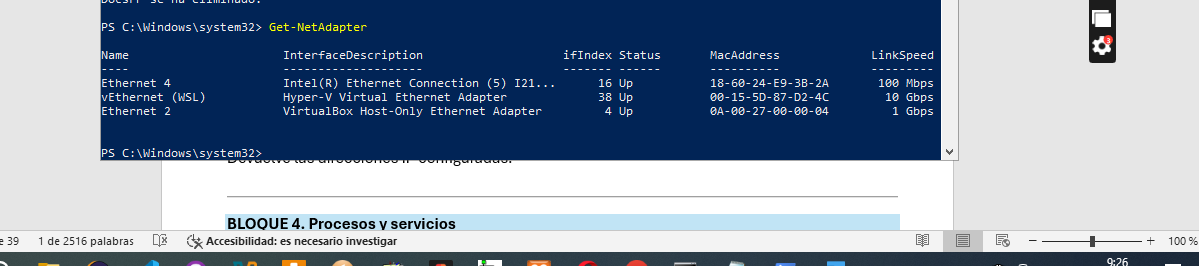 PS C:\Windows\system32> Get-NetAdapter
Name InterfaceDescription ifIndex Status MacAddress LinkSpeed
---- -------------------- ------- ------ ---------- ---------
Ethernet 4 Intel(R) Ethernet Connection (5) I21... 16 Up 18-60-24-E9-3B-2A 100 Mbps
vEthernet (WSL) Hyper-V Virtual Ethernet Adapter 38 Up 00-15-5D-87-D2-4C 10 Gbps
Ethernet 2 VirtualBox Host-Only Ethernet Adapter 4 Up 0A-00-27-00-00-04 1 Gbps
PS C:\Windows\system32>
BLOQUE 4. Procesos y servicios
e 39 1 de 2516 palabras Accesibilidad: es necesario investigar 100 %
9:26